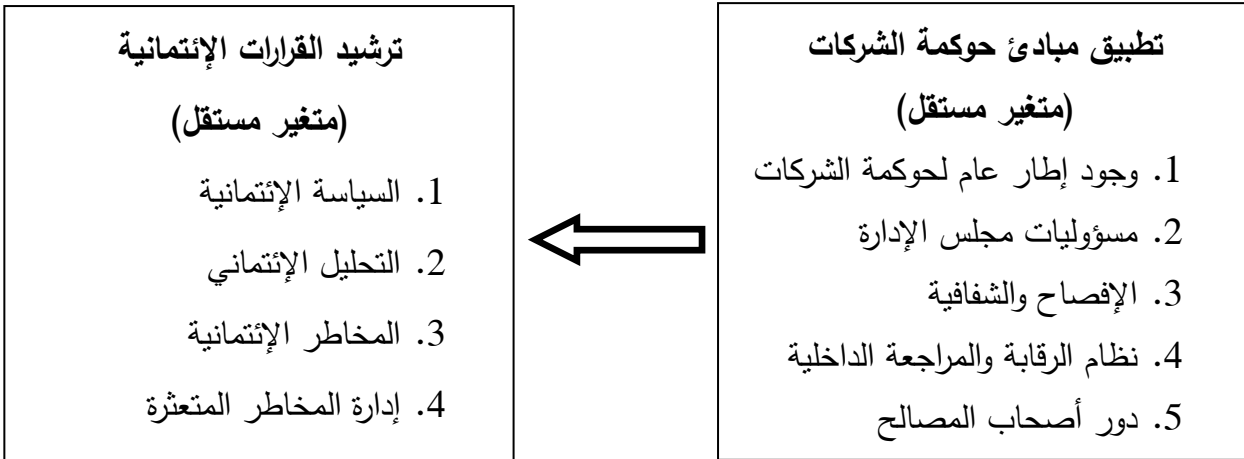 تطبيق مبادئ حوكمة الشركات
(متغير مستقل)
1. وجود إطار عام لحوكمة الشركات
2. مسؤوليات مجلس الإدارة
3. الإفصاح والشفافية
4. نظام الرقابة والمراجعة الداخلية
5. دور أصحاب المصالح
ترشيد القرارات الإئتمانية
(متغير مستقل)
1. السياسة الإئتمانية
2. التحليل الإئتماني
3. المخاطر الإئتمانية
4. إدارة المخاطر المتعثرة